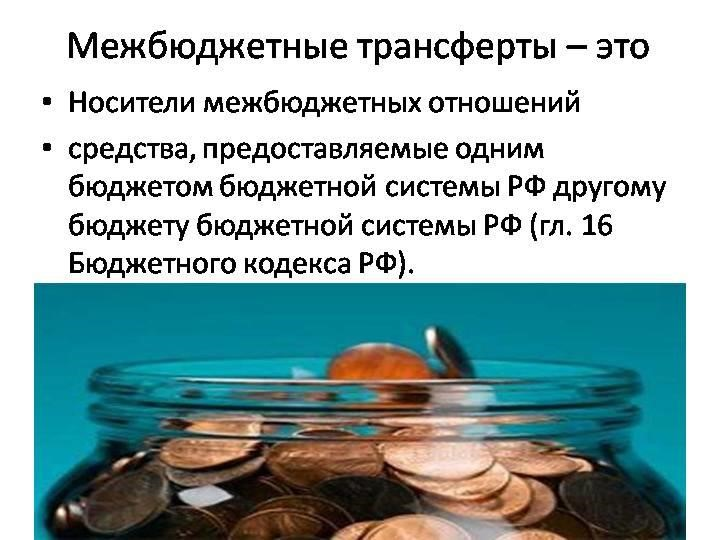 Межбюджетные трансферты – это
• Носители межбюджетных отношений
• средства, предоставляемые одним
бюджетом бюджетной системы РФ другому
бюджету бюджетной системы РФ (гл. 16
Бюджетного кодекса РФ).